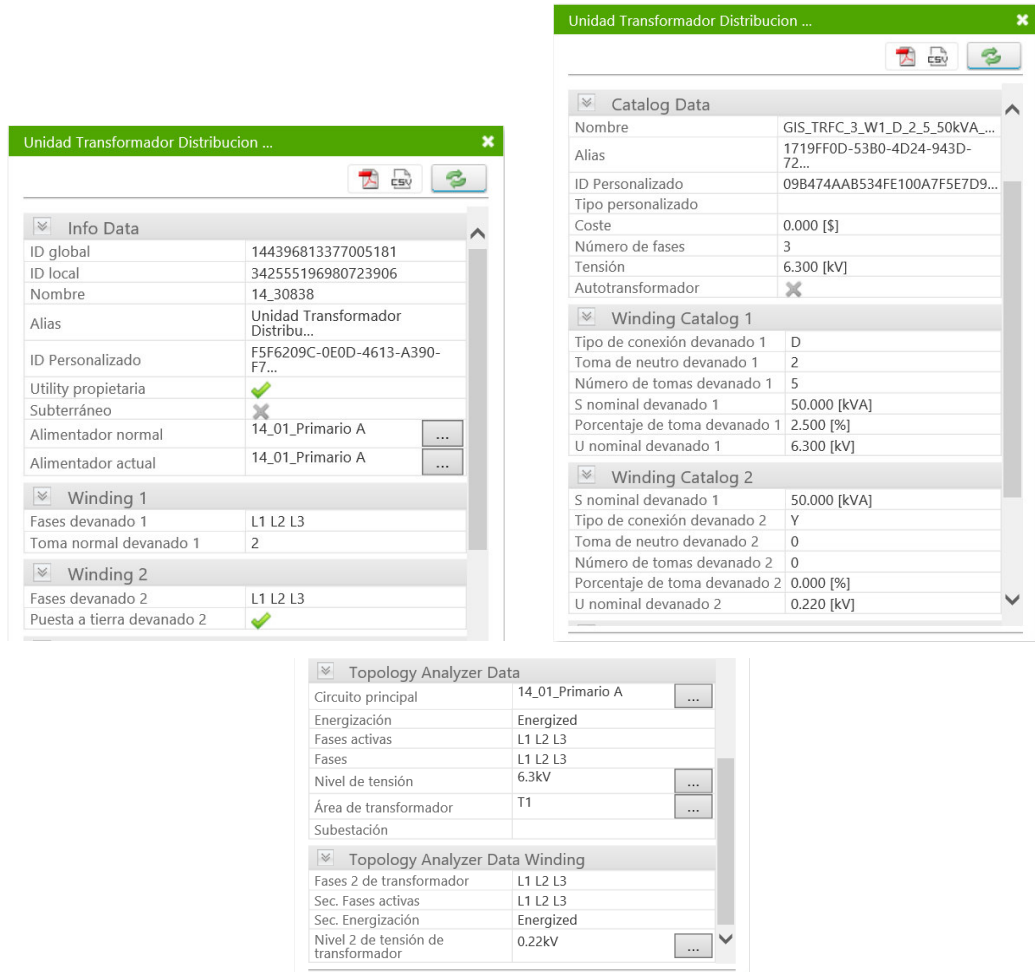 Unidad Transformador Distribucion ...
CSV
Info Data
ID global 144396813377005181
ID local 342555196980723906
Nombre 14_30838
Alias Unidad Transformador
Distribu...
ID Personalizado F5F6209C-0E0D-4613-A390-
F7...
Utility propietaria
Subterráneo
Alimentador normal 14_01_Primario A ...
Alimentador actual 14_01_Primario A ...
Winding 1
Fases devanado 1 L1 L2 L3
Toma normal devanado 1 2
Winding 2
Fases devanado 2 L1 L2 L3
Puesta a tierra devanado 2
Unidad Transformador Distribucion ...
CSV
Catalog Data
Nombre GIS_TRFC_3_W1_D_2_5_50kVA_...
Alias 1719FF0D-53B0-4D24-943D-
72...
ID Personalizado 09B474AAB534FE100A7F5E7D9...
Tipo personalizado
Coste 0.000 [$]
Número de fases 3
Tensión 6.300 [kV]
Autotransformador
Winding Catalog 1
Tipo de conexión devanado 1 D
Toma de neutro devanado 1 2
Número de tomas devanado 1 5
S nominal devanado 1 50.000 [kVA]
Porcentaje de toma devanado 1 2.500 [%]
U nominal devanado 1 6.300 [kV]
Winding Catalog 2
S nominal devanado 1 50.000 [kVA]
Tipo de conexión devanado 2 Y
Toma de neutro devanado 2 0
Número de tomas devanado 2 0
Porcentaje de toma devanado 2 0.000 [%]
U nominal devanado 2 0.220 [kV]
Topology Analyzer Data
Circuito principal 14_01_Primario A ...
Energización Energized
Fases activas L1 L2 L3
Fases L1 L2 L3
Nivel de tensión 6.3kV ...
Área de transformador T1 ...
Subestación
Topology Analyzer Data Winding
Fases 2 de transformador L1 L2 L3
Sec. Fases activas L1 L2 L3
Sec. Energización Energized
Nivel 2 de tensión de
transformador 0.22kV ...